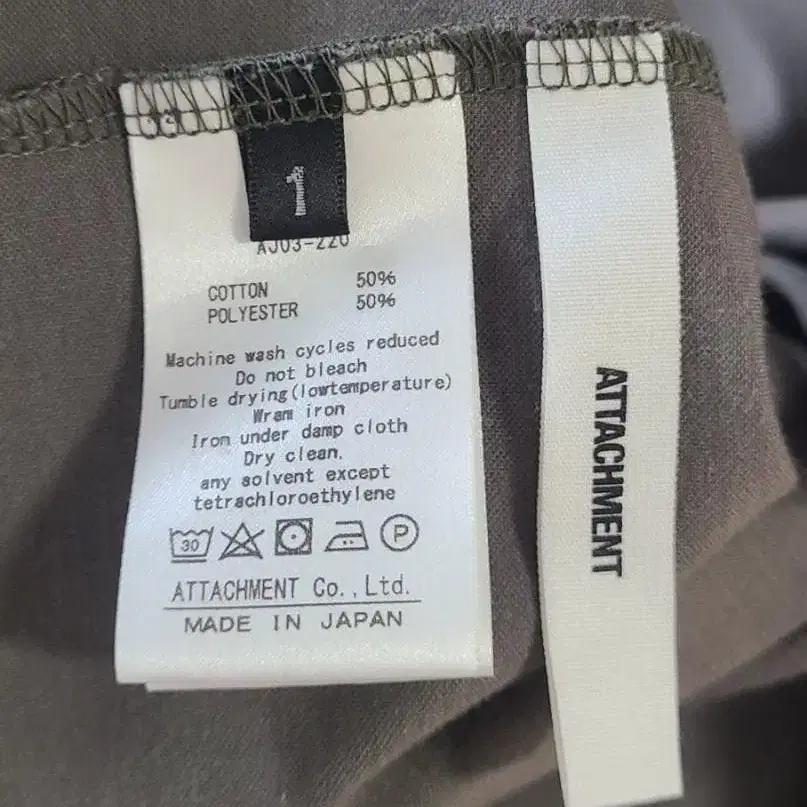 1
AJ03-220
COTTON 50%
POLYESTER 50%
Machine wash cycles reduced
Do not bleach
Tumble drying(lowtemperature)
Wram iron
Iron under damp cloth
Dry clean.
any solvent except
tetrachloroethylene
30 P
ATTACHMENT Co.,Ltd.
MADE IN JAPAN
ATTACHMENT